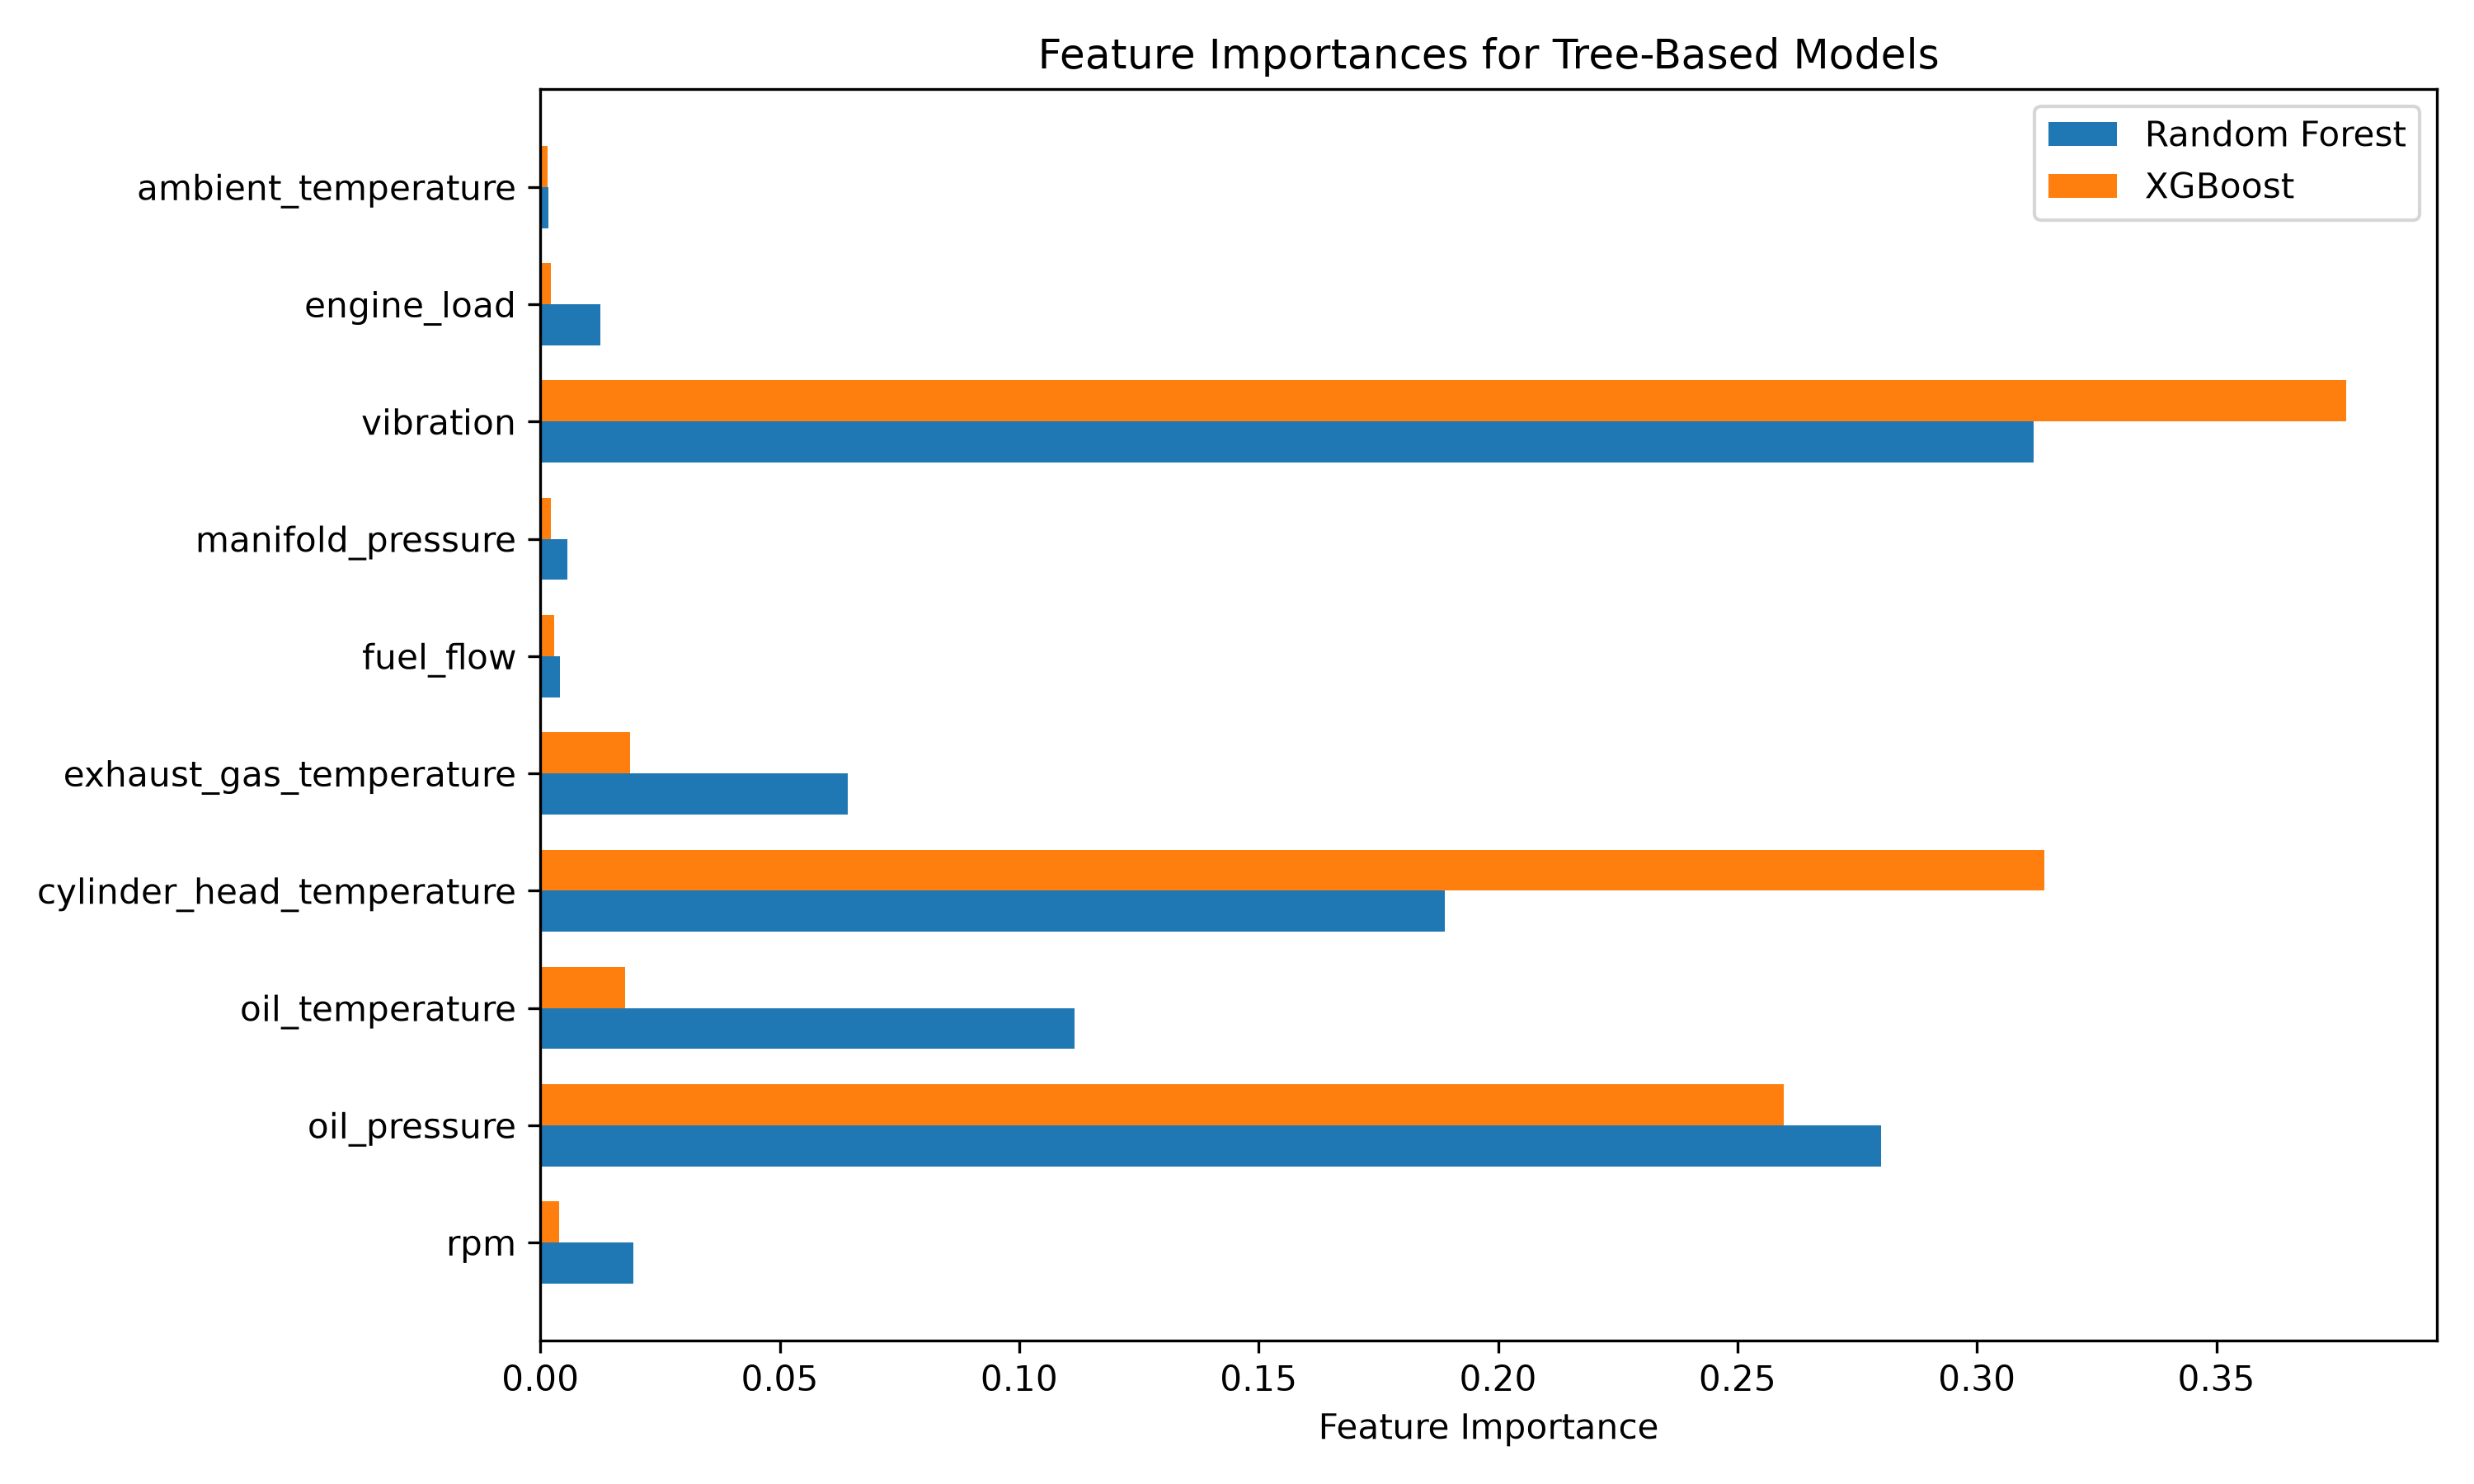 Feature Importances for Tree-Based Models
Random Forest
XGBoost
ambient_temperature
engine_load
vibration
manifold_pressure
fuel_flow
exhaust_gas_temperature
cylinder_head_temperature
oil_temperature
oil_pressure
rpm
0.00 0.05 0.10 0.15 0.20 0.25 0.30 0.35
Feature Importance